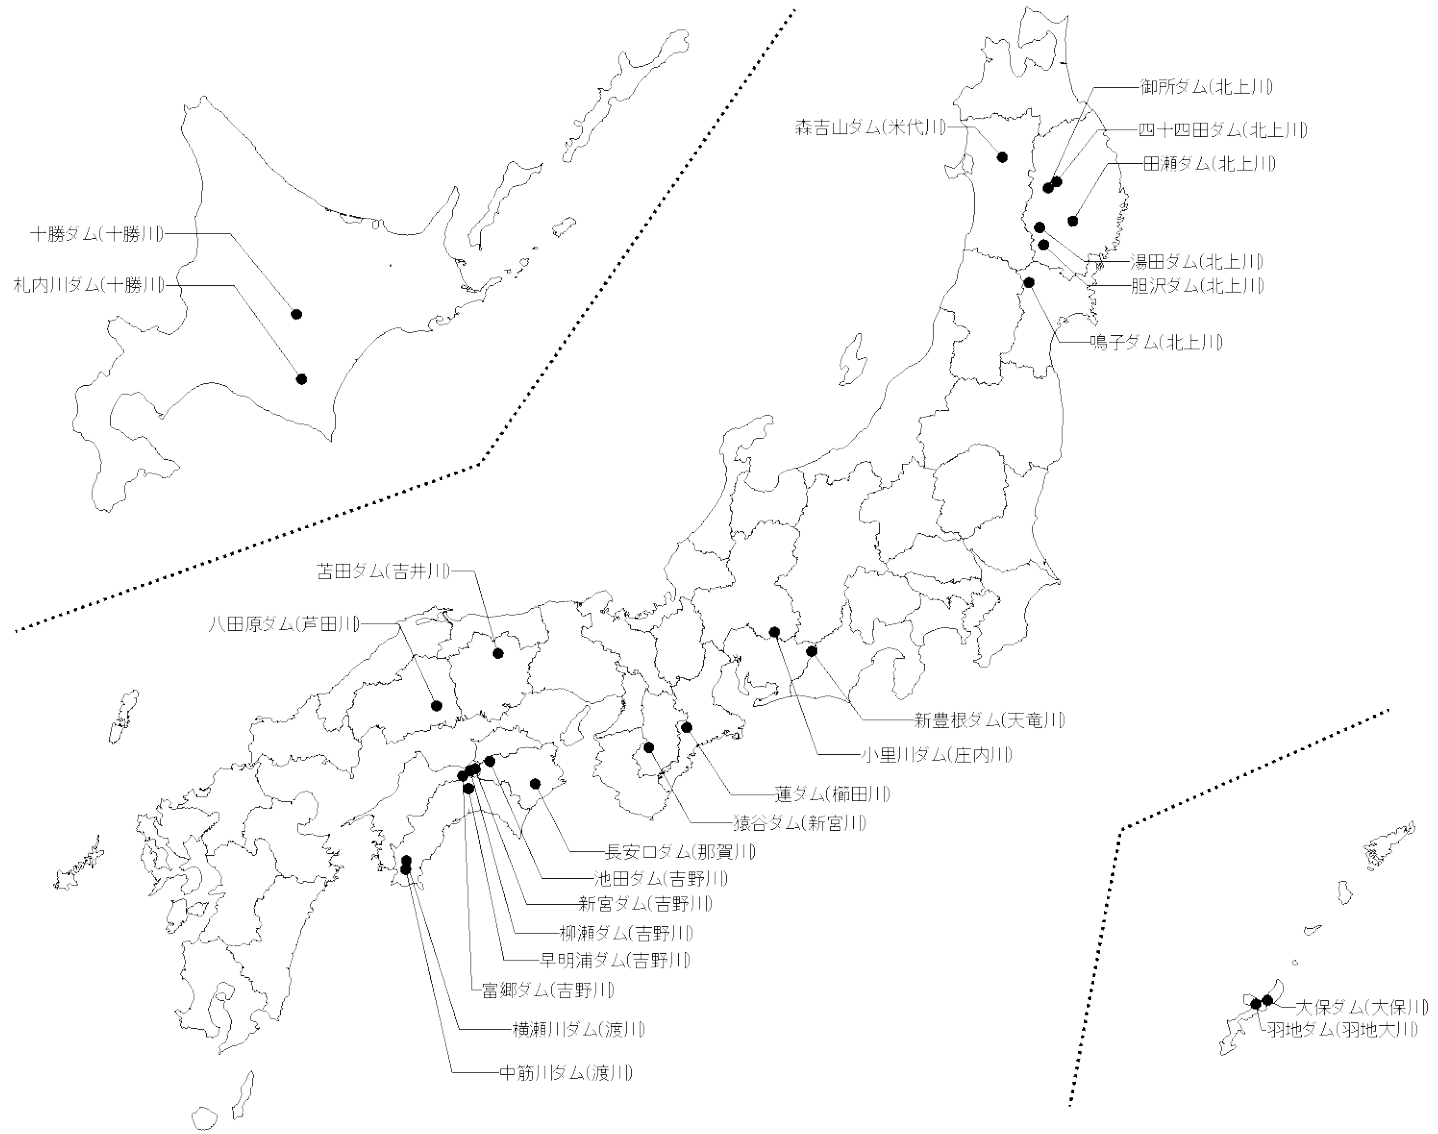 御所ダム(北上川)
森吉山ダム(米代川)
四十四田ダム(北上川)
田瀬ダム(北上川)
十勝ダム(十勝川)
湯田ダム(北上川)
札内川ダム(十勝川)
胆沢ダム(北上川)
鳴子ダム(北上川)
苫田ダム(吉井川)
八田原ダム(芦田川)
新豊根ダム(天竜川)
小里川ダム(庄内川)
蓮ダム(櫛田川)
猿谷ダム(新宮川)
長安口ダム(那賀川)
池田ダム(吉野川)
新宮ダム(吉野川)
柳瀬ダム(吉野川)
早明浦ダム(吉野川)
富郷ダム(吉野川)
大保ダム(大保川)
横瀬川ダム(渡川)
羽地ダム(羽地大川)
中筋川ダム(渡川)